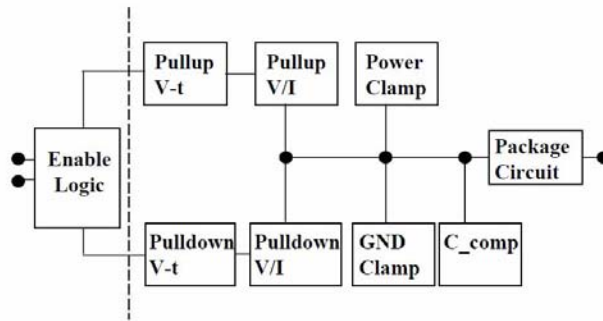 Pullup
V-t
Pullup
V/I
Power
Clamp
Enable
Logic
Package
Circuit
Pulldown
V-t
Pulldown
V/I
GND
Clamp
C_comp